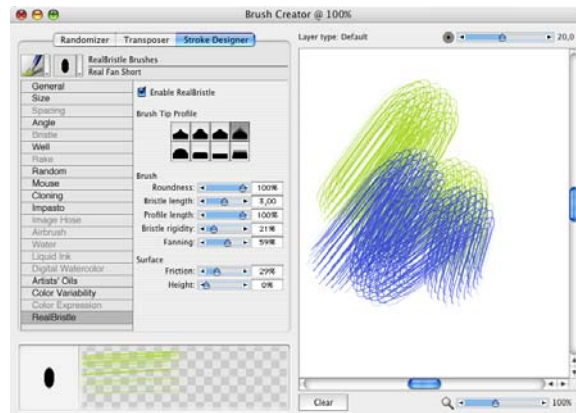 Brush Creator @ 100%
Randomizer Transposer Stroke Designer
Layer type: Default
20,0
RealBristle Brushes
Real Fan Short
General
Size
Spacing
Angle
Bristle
Well
Rake
Random
Mouse
Cloning
Impasto
Image Hose
Airbrush
Water
Liquid Ink
Digital Watercolor
Artists' Oils
Color Variability
Color Expression
RealBristle
Enable RealBristle
Brush Tip Profile
Brush
Roundness: 100%
Bristle length: 3,00
Profile length: 100%
Bristle rigidity: 21%
Fanning: 59%
Surface
Friction: 29%
Height: 0%
Clear
100%